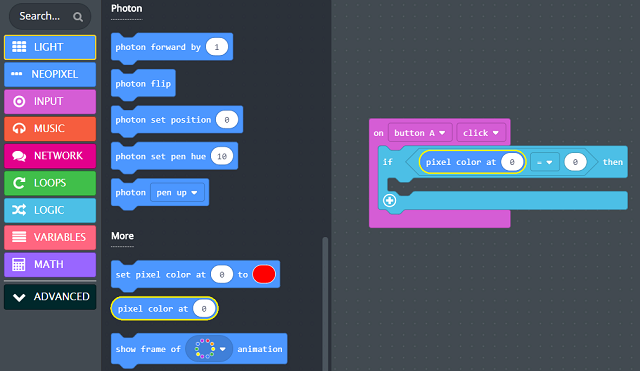 Search...
LIGHT
NEOPIXEL
INPUT
MUSIC
NETWORK
LOOPS
LOGIC
VARIABLES
MATH
ADVANCED
Photon
photon forward by 1
photon flip
photon set position 0
photon set pen hue 10
photon pen up
More
set pixel color at 0 to
pixel color at 0
show frame of animation
on button A click
if pixel color at 0 = 0 then